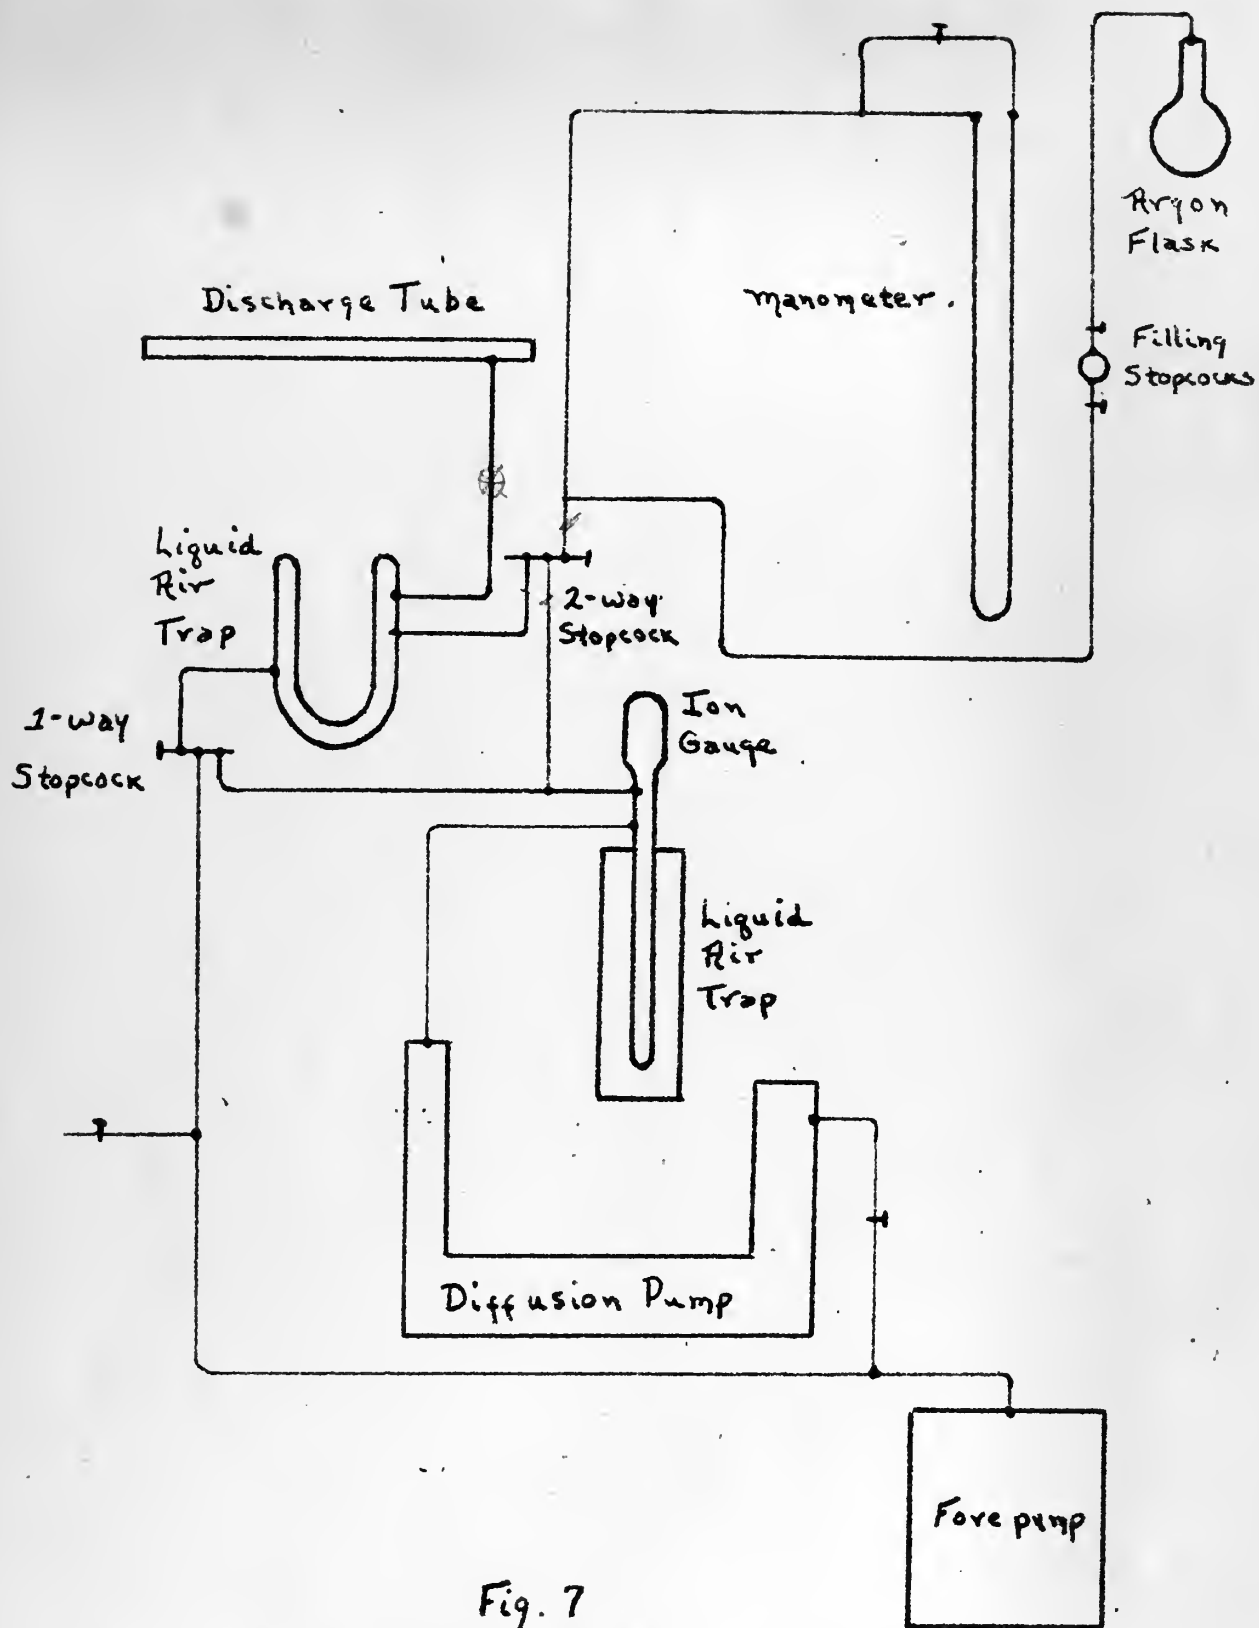 Argon
Flask
Discharge Tube
Manometer.
Filling
Stopcocks
Liquid
Air
Trap
2-way
Stopcock
1-way
Stopcock
Ion
Gauge
Liquid
Air
Trap
Diffusion Pump
Fore pump
Fig. 7